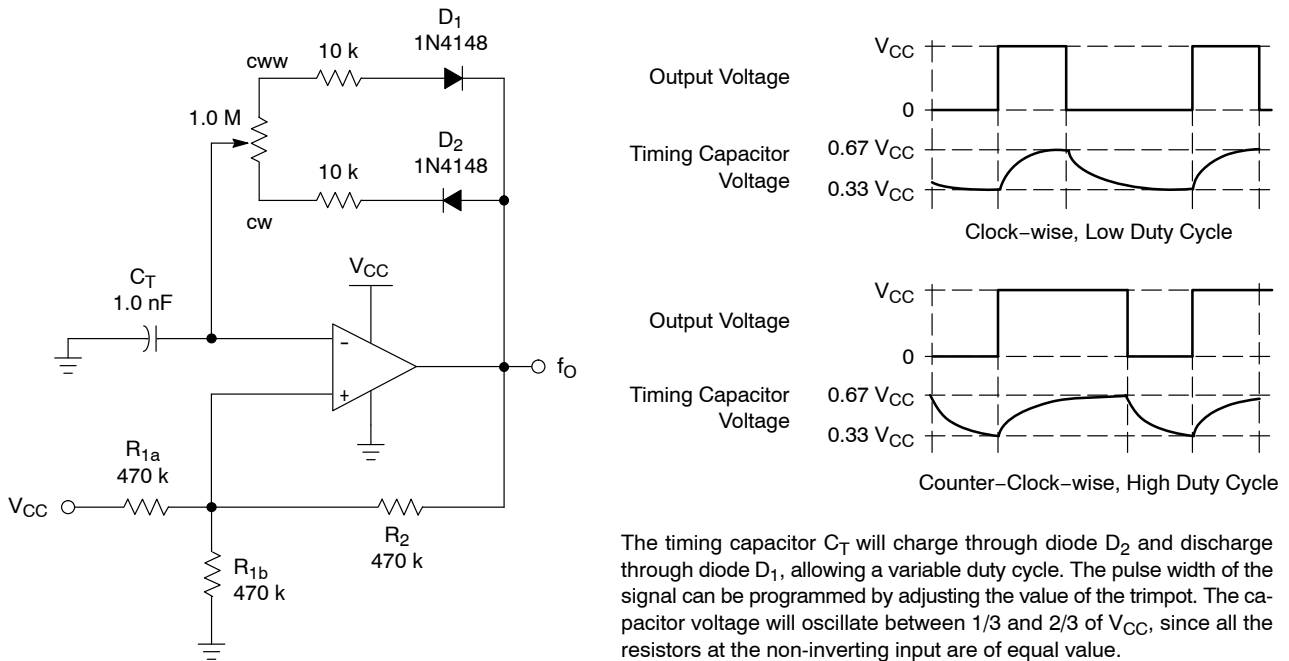 D1
1N4148
10 k
cww
1.0 M
D2
1N4148
10 k
cw
CT
1.0 nF
VCC
-
+
fO
R1a
470 k
VCC
R2
470 k
R1b
470 k
Output Voltage
VCC
0
Timing Capacitor
Voltage
0.67 VCC
0.33 VCC
Clock−wise, Low Duty Cycle
Output Voltage
VCC
0
Timing Capacitor
Voltage
0.67 VCC
0.33 VCC
Counter−Clock−wise, High Duty Cycle
The timing capacitor CT will charge through diode D2 and discharge
through diode D1, allowing a variable duty cycle. The pulse width of the
signal can be programmed by adjusting the value of the trimpot. The ca-
pacitor voltage will oscillate between 1/3 and 2/3 of VCC, since all the
resistors at the non-inverting input are of equal value.